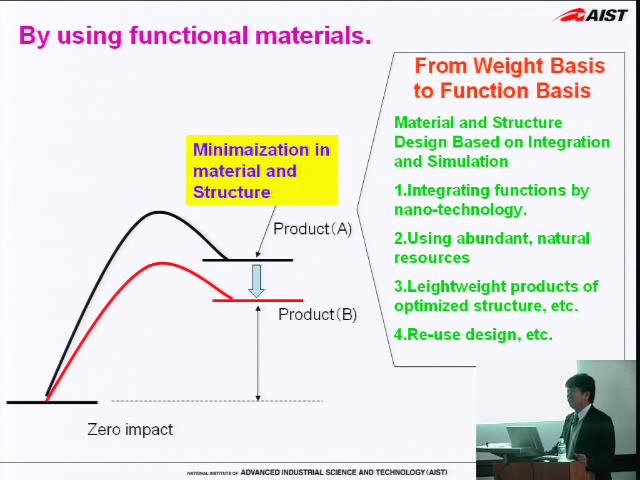 By using functional materials.
AIST
From Weight Basis
to Function Basis
Material and Structure
Design Based on Integration
and Simulation
1.Integrating functions by
nano-technology.
2.Using abundant, natural
resources
3.Leightweight products of
optimized structure, etc.
4.Re-use design, etc.
Minimaization in
material and
Structure
Product(A)
Product(B)
Zero impact
NATIONAL INSTITUTE OF ADVANCED INDUSTRIAL SCIENCE AND TECHNOLOGY (AIST)